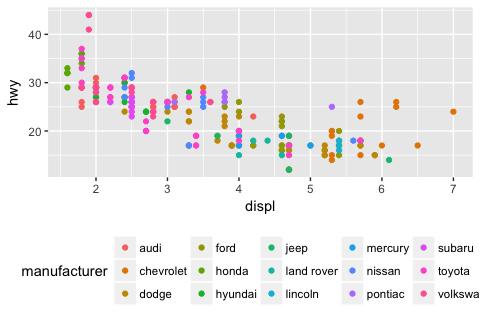 hwy
40
30
20
2 3 4 5 6 7
displ
manufacturer
audi ford jeep mercury subaru
chevrolet honda land rover nissan toyota
dodge hyundai lincoln pontiac volkswa